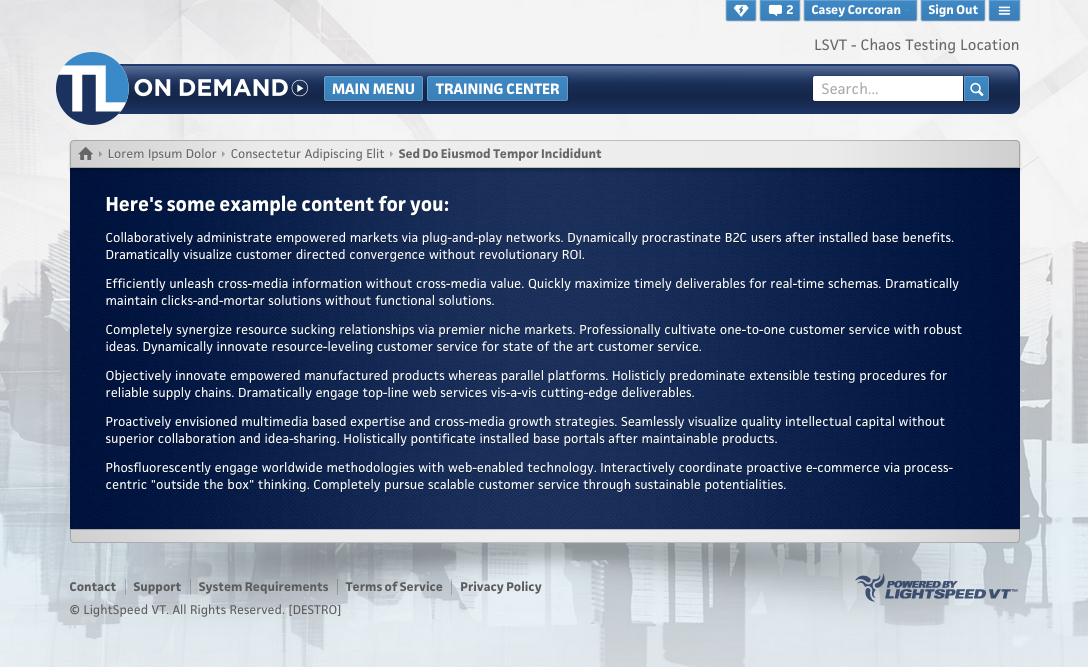 2
Casey Corcoran
Sign Out
LSVT - Chaos Testing Location
TL ON DEMAND
MAIN MENU
TRAINING CENTER
Search...
Lorem Ipsum Dolor
Consectetur Adipiscing Elit
Sed Do Eiusmod Tempor Incididunt
Here's some example content for you:
Collaboratively administrate empowered markets via plug-and-play networks. Dynamically procrastinate B2C users after installed base benefits.
Dramatically visualize customer directed convergence without revolutionary ROI.
Efficiently unleash cross-media information without cross-media value. Quickly maximize timely deliverables for real-time schemas. Dramatically
maintain clicks-and-mortar solutions without functional solutions.
Completely synergize resource sucking relationships via premier niche markets. Professionally cultivate one-to-one customer service with robust
ideas. Dynamically innovate resource-leveling customer service for state of the art customer service.
Objectively innovate empowered manufactured products whereas parallel platforms. Holisticly predominate extensible testing procedures for
reliable supply chains. Dramatically engage top-line web services vis-a-vis cutting-edge deliverables.
Proactively envisioned multimedia based expertise and cross-media growth strategies. Seamlessly visualize quality intellectual capital without
superior collaboration and idea-sharing. Holistically pontificate installed base portals after maintainable products.
Phosfluorescently engage worldwide methodologies with web-enabled technology. Interactively coordinate proactive e-commerce via process-
centric "outside the box" thinking. Completely pursue scalable customer service through sustainable potentialities.
Contact
Support
System Requirements
Terms of Service
Privacy Policy
© LightSpeed VT. All Rights Reserved. [DESTRO]
POWERED BY
LIGHTSPEED VT™